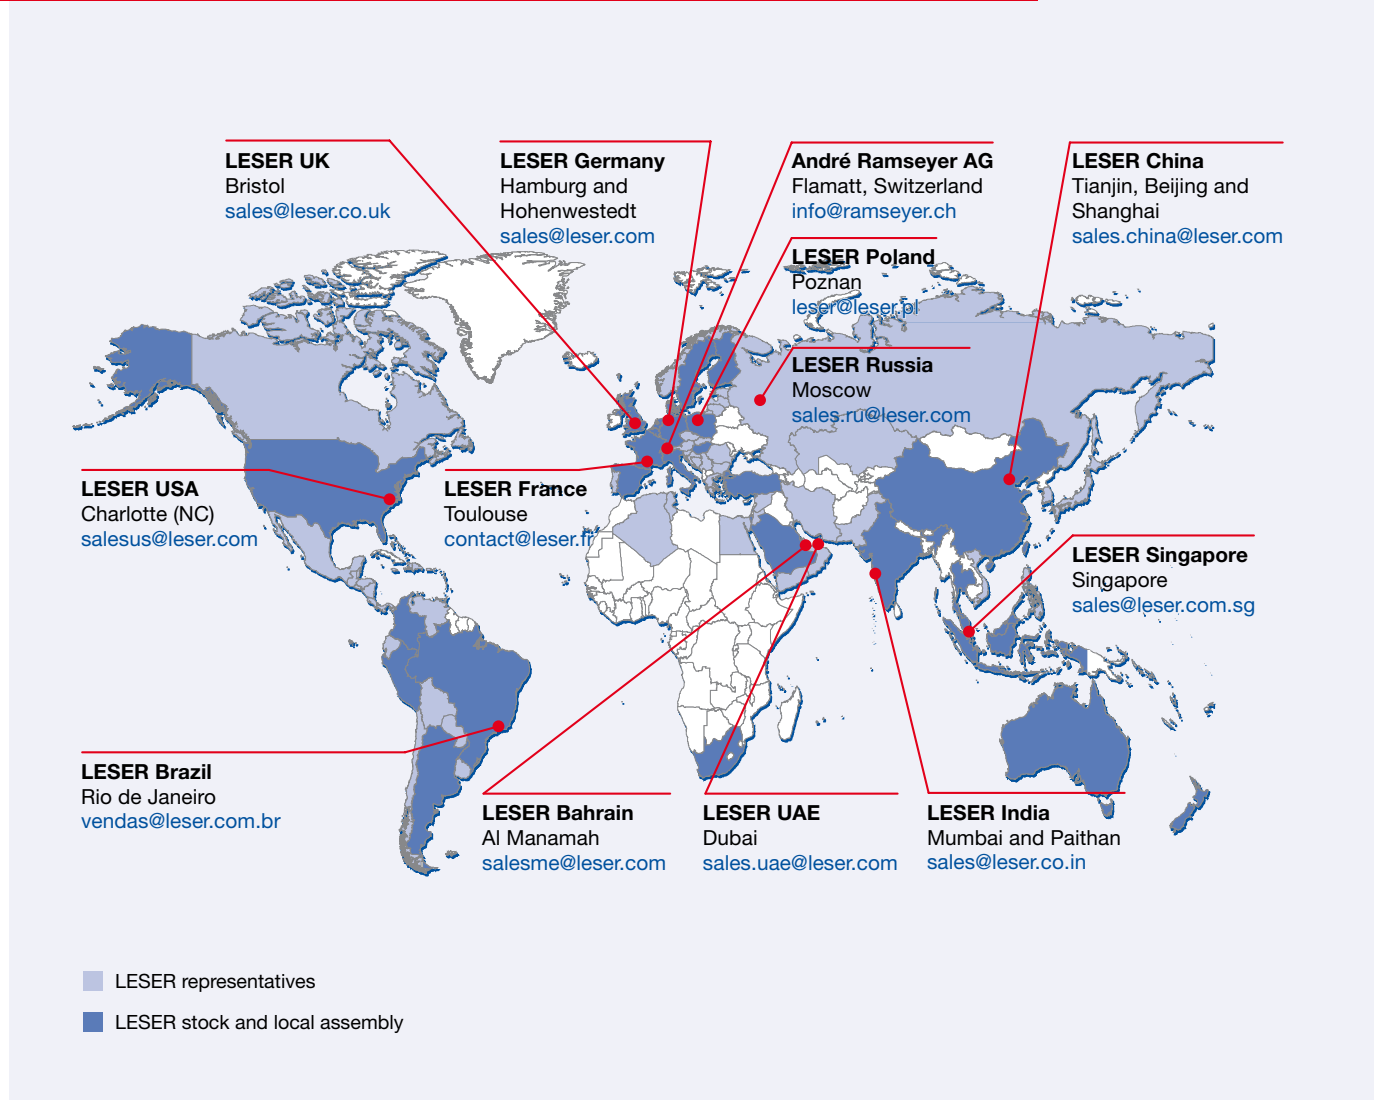 LESER UK
Bristol
sales@leser.co.uk
LESER Germany
Hamburg and
Hohenwestedt
sales@leser.com
André Ramseyer AG
Flamatt, Switzerland
info@ramseyer.ch
LESER China
Tianjin, Beijing and
Shanghai
sales.china@leser.com
LESER Poland
Poznan
leser@leser.pl
LESER Russia
Moscow
sales.ru@leser.com
LESER USA
Charlotte (NC)
salesus@leser.com
LESER France
Toulouse
contact@leser.fr
LESER Singapore
Singapore
sales@leser.com.sg
LESER Brazil
Rio de Janeiro
vendas@leser.com.br
LESER Bahrain
Al Manamah
salesme@leser.com
LESER UAE
Dubai
sales.uae@leser.com
LESER India
Mumbai and Paithan
sales@leser.co.in
LESER representatives
LESER stock and local assembly